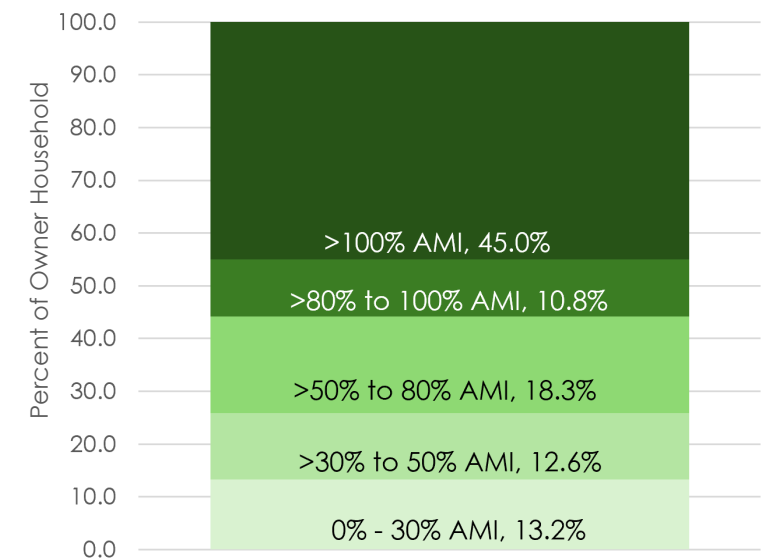 Percent of Owner Household
100.0
90.0
80.0
70.0
60.0
50.0
40.0
30.0
20.0
10.0
0.0
>100% AMI, 45.0%
>80% to 100% AMI, 10.8%
>50% to 80% AMI, 18.3%
>30% to 50% AMI, 12.6%
0% - 30% AMI, 13.2%